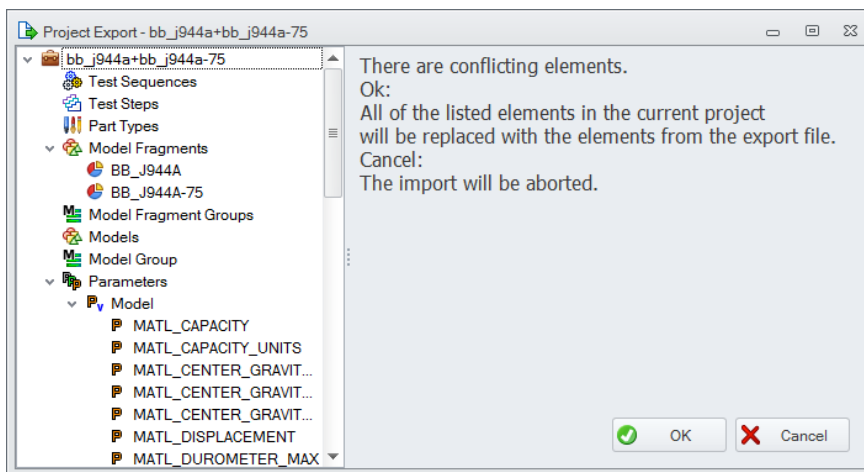 Project Export - bb_j944a+bb_j944a-75
bb_j944a+bb_j944a-75
Test Sequences
Test Steps
Part Types
Model Fragments
BB_J944A
BB_J944A-75
Model Fragment Groups
Models
Model Group
Parameters
Model
MATL_CAPACITY
MATL_CAPACITY_UNITS
MATL_CENTER_GRAVIT...
MATL_CENTER_GRAVIT...
MATL_CENTER_GRAVIT...
MATL_DISPLACEMENT
MATL_DUROMETER_MAX
There are conflicting elements.
Ok:
All of the listed elements in the current project
will be replaced with the elements from the export file.
Cancel:
The import will be aborted.
OK
Cancel